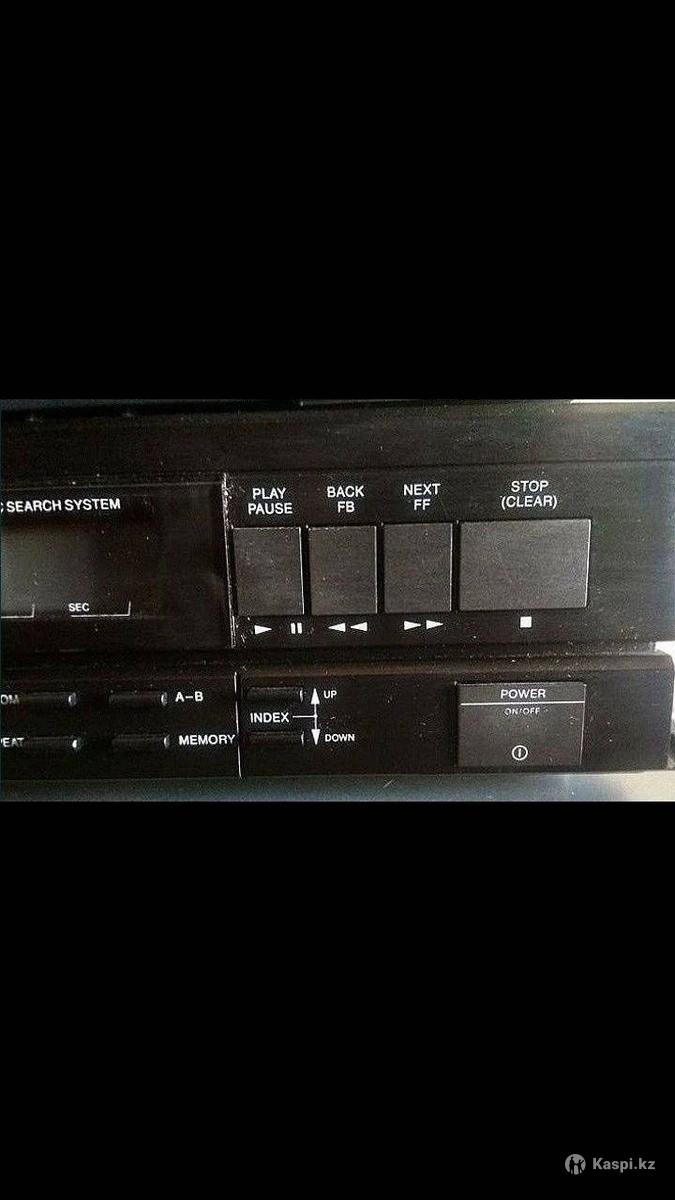 SEARCH SYSTEM
PLAY
PAUSE
BACK
FB
NEXT
FF
STOP
(CLEAR)
SEC
A-B
MEMORY
INDEX
UP
DOWN
POWER
ON/OFF
Kaspi.kz